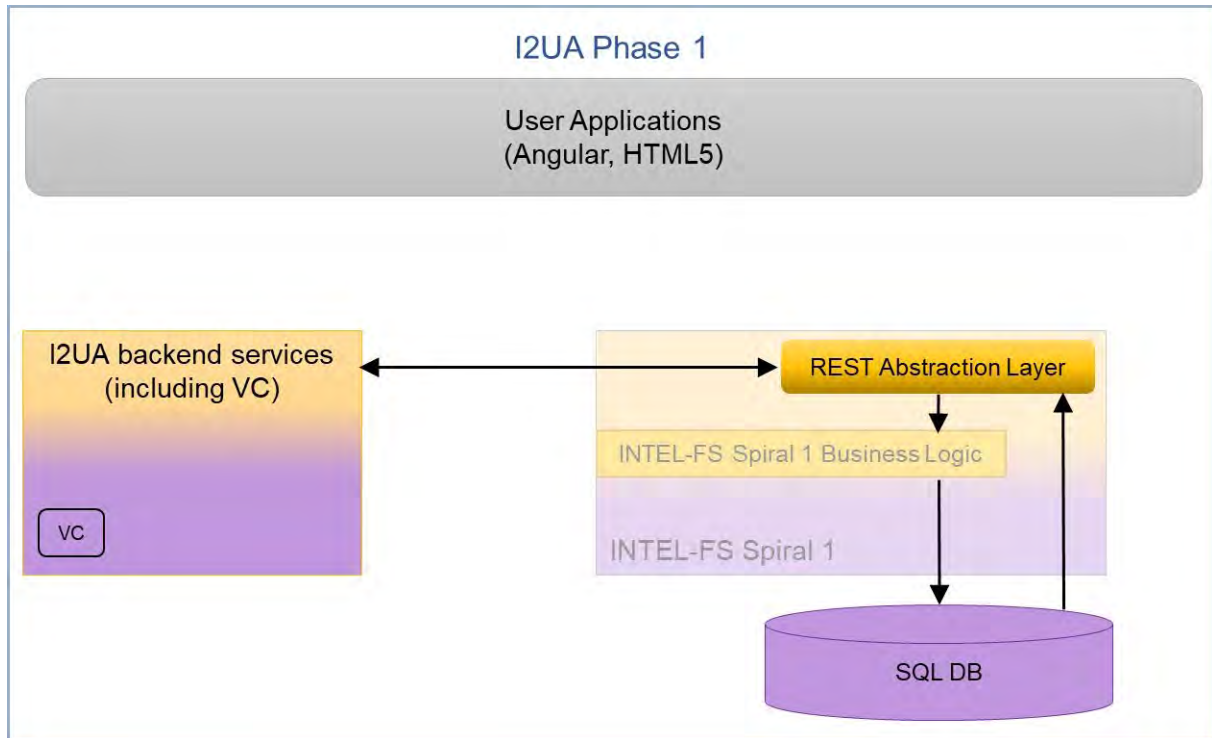 I2UA Phase 1
User Applications
(Angular, HTML5)
I2UA backend services
(including VC)
REST Abstraction Layer
INTEL-FS Spiral 1 Business Logic
VC
INTEL-FS Spiral 1
SQL DB